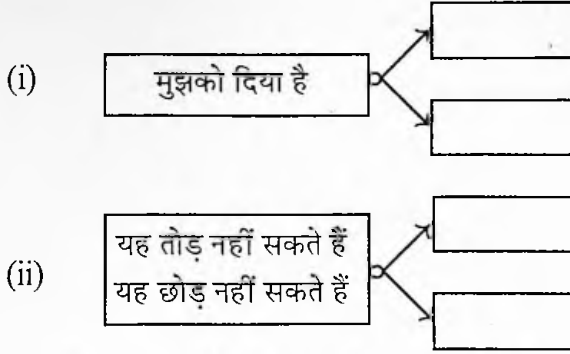 (i) मुझको दिया है
(ii) यह तोड़ नहीं सकते हैं
यह छोड़ नहीं सकते हैं